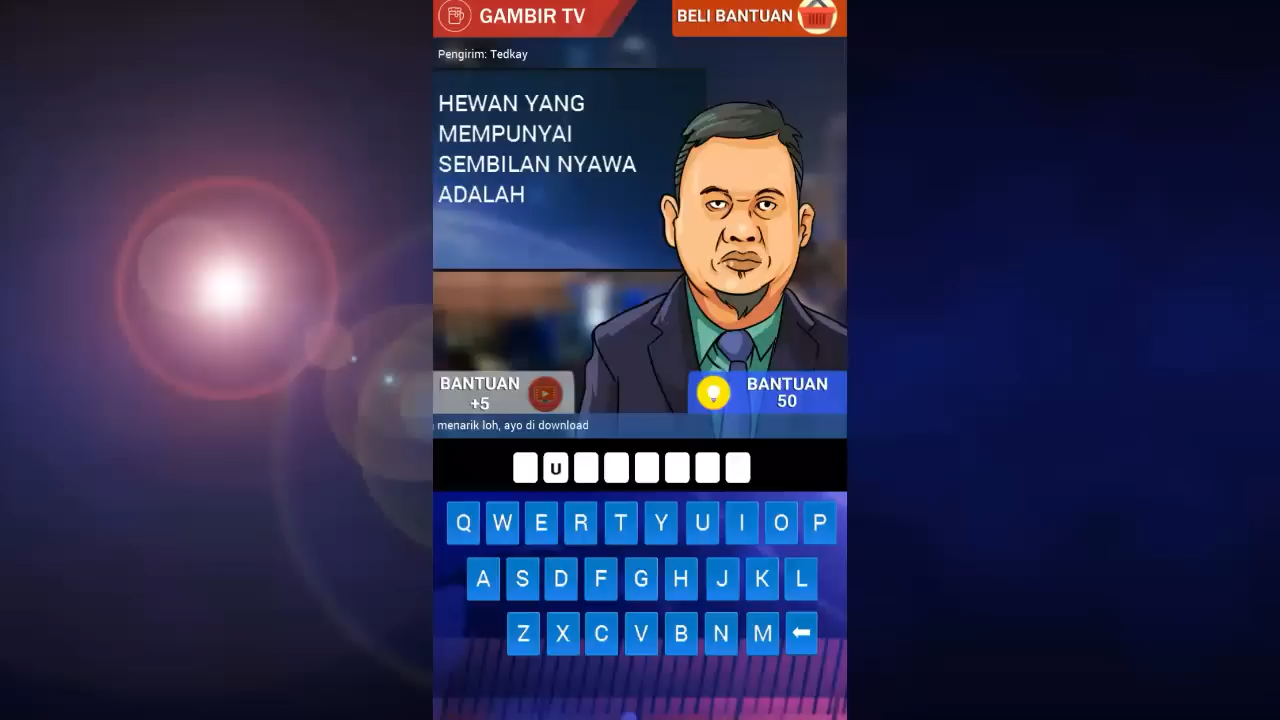 GAMBIR TV
BELI BANTUAN
Pengirim: Tedkay
HEWAN YANG
MEMPUNYAI
SEMBILAN NYAWA
ADALAH
BANTUAN
+5
BANTUAN
50
menarik loh, ayo di download
U
Q W E R T Y U I O P
A S D F G H J K L
Z X C V B N M